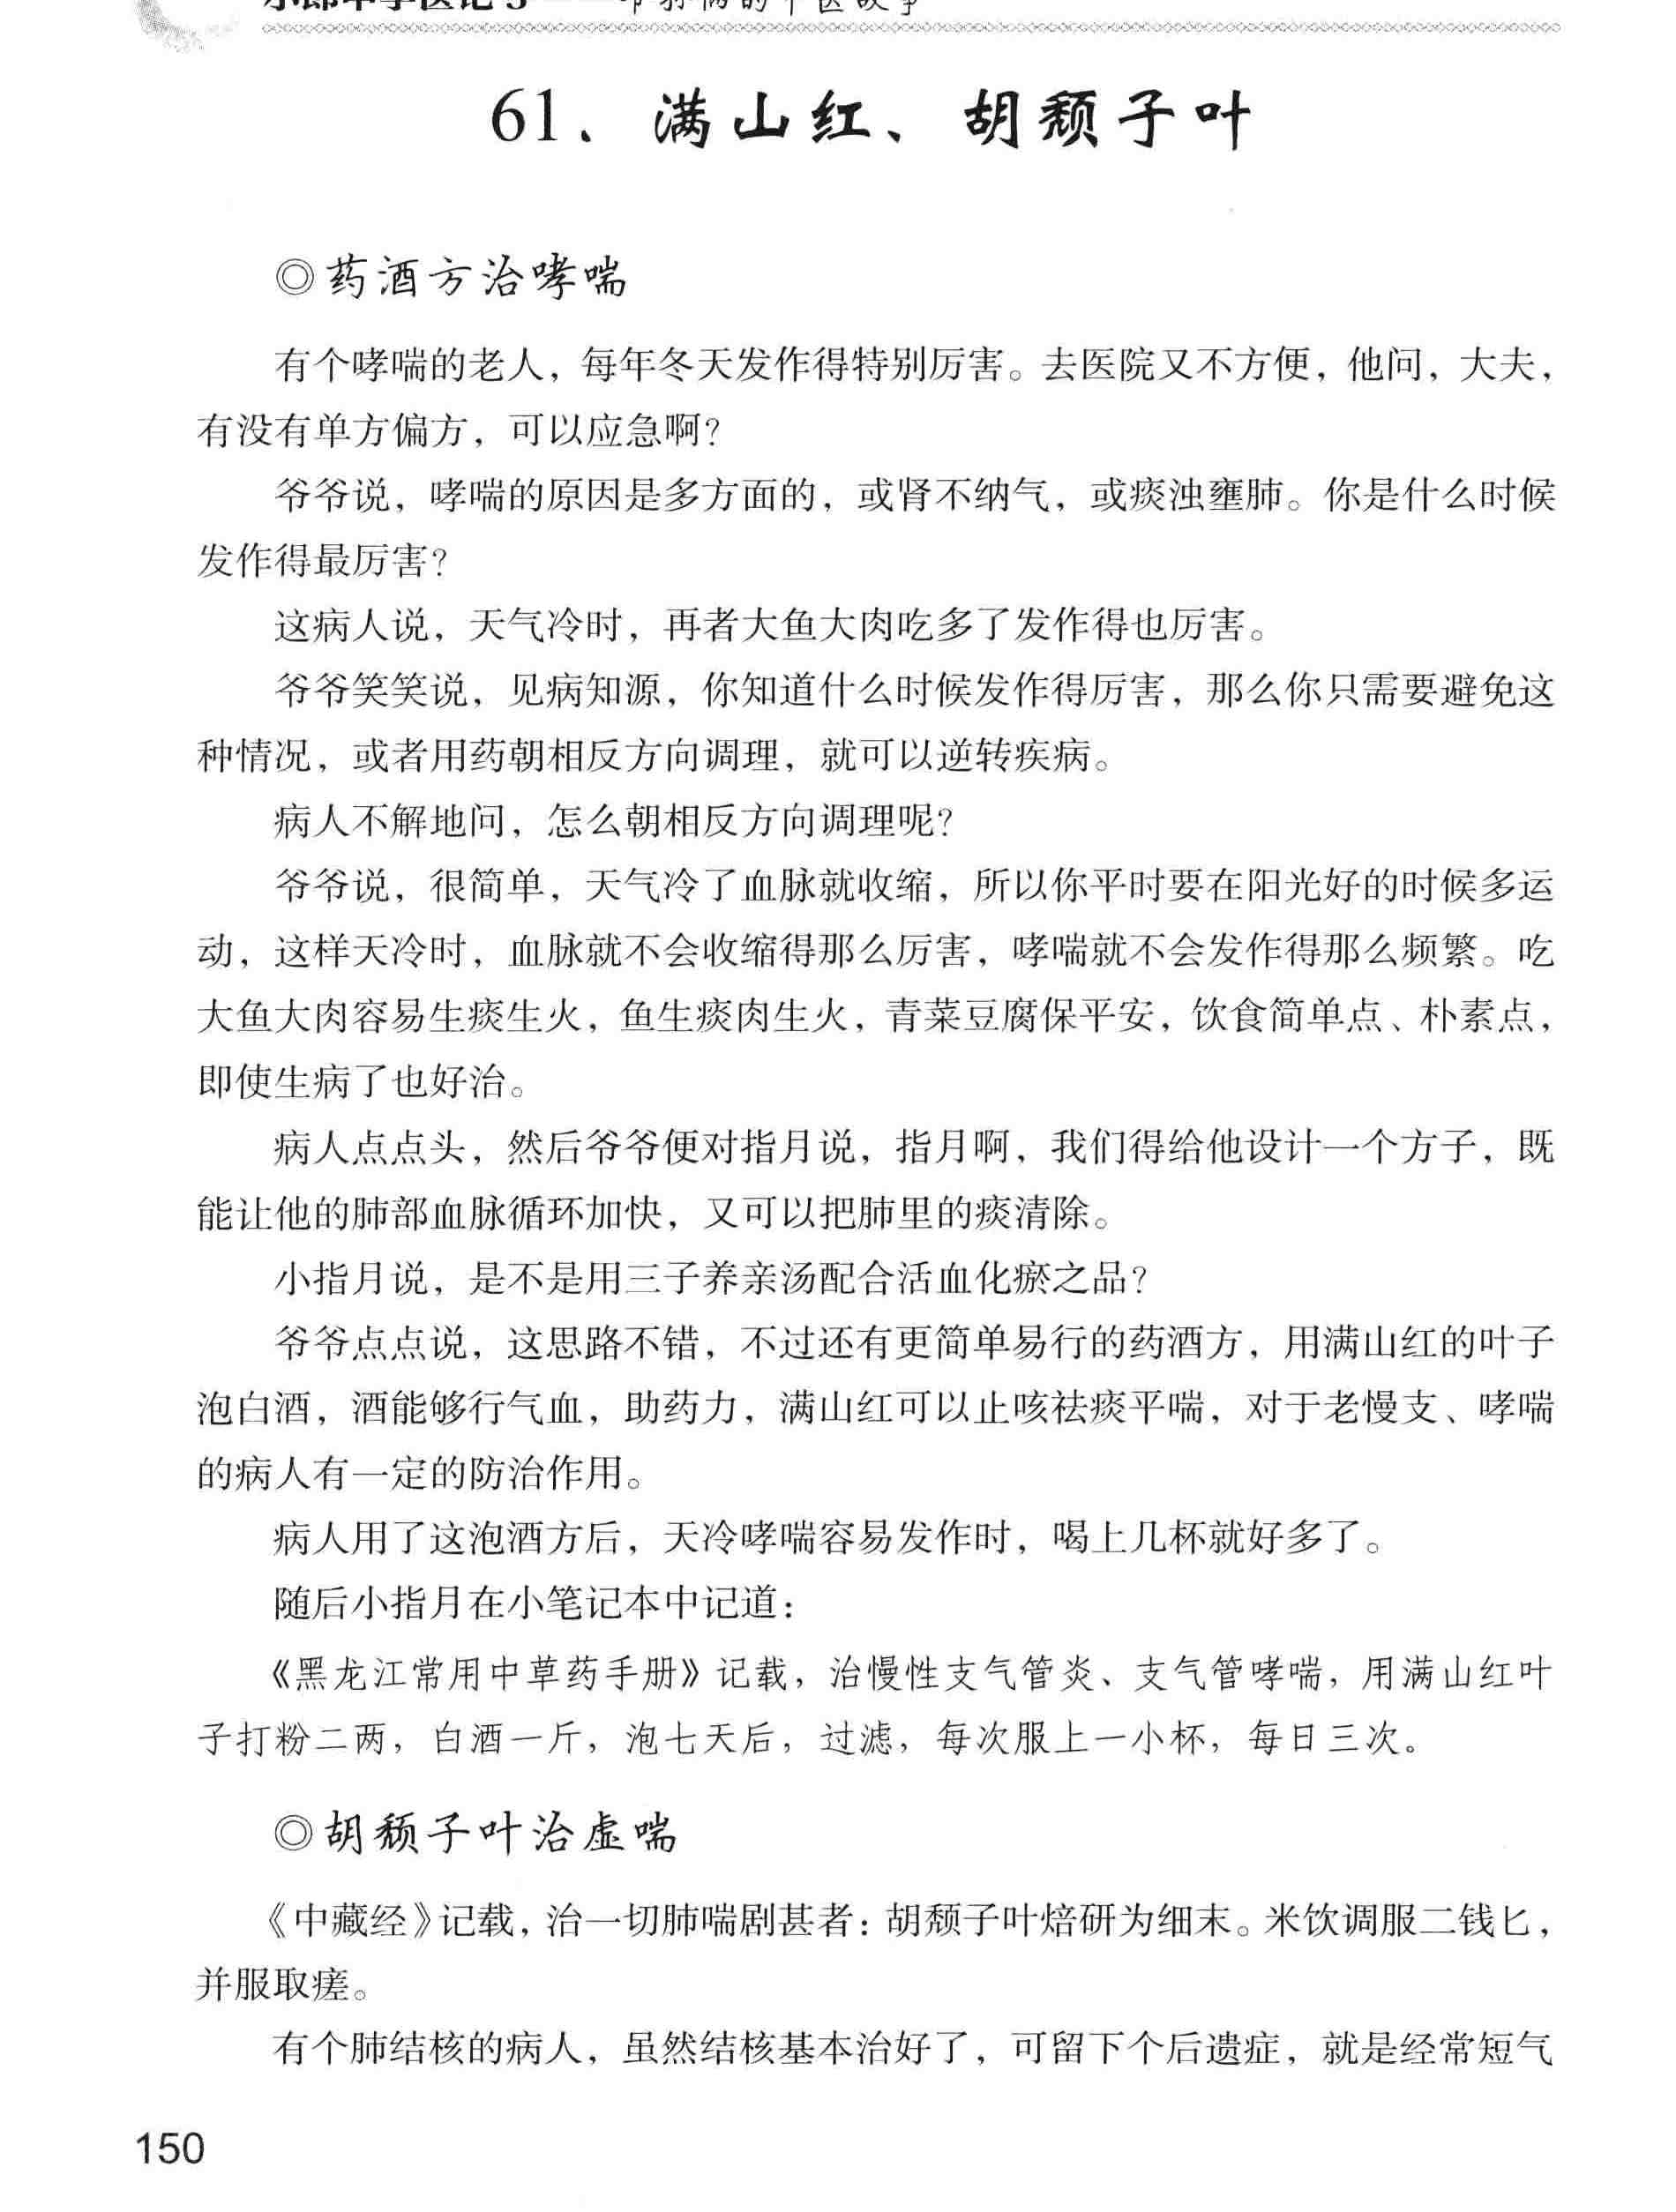 61、满山红、胡颓子叶
◎药酒方治哮喘
有个哮喘的老人，每年冬天发作得特别厉害。去医院又不方便，他问，大夫，
有没有单方偏方，可以应急啊？
爷爷说，哮喘的原因是多方面的，或肾不纳气，或痰浊壅肺。你是什么时候
发作得最厉害？
这病人说，天气冷时，再者大鱼大肉吃多了发作得也厉害。
爷爷笑笑说，见病知源，你知道什么时候发作得厉害，那么你只需要避免这
种情况，或者用药朝相反方向调理，就可以逆转疾病。
病人不解地问，怎么朝相反方向调理呢？
爷爷说，很简单，天气冷了血脉就收缩，所以你平时要在阳光好的时候多运
动，这样天冷时，血脉就不会收缩得那么厉害，哮喘就不会发作得那么频繁。吃
大鱼大肉容易生痰生火，鱼生痰肉生火，青菜豆腐保平安，饮食简单点、朴素点，
即使生病了也好治。
病人点点头，然后爷爷便对指月说，指月啊，我们得给他设计一个方子，既
能让他的肺部血脉循环加快，又可以把肺里的痰清除。
小指月说，是不是用三子养亲汤配合活血化瘀之品？
爷爷点点说，这思路不错，不过还有更简单易行的药酒方，用满山红的叶子
泡白酒，酒能够行气血，助药力，满山红可以止咳祛痰平喘，对于老慢支、哮喘
的病人有一定的防治作用。
病人用了这泡酒方后，天冷哮喘容易发作时，喝上几杯就好多了。
随后小指月在小笔记本中记道：
《黑龙江常用中草药手册》记载，治慢性支气管炎、支气管哮喘，用满山红叶
子打粉二两，白酒一斤，泡七天后，过滤，每次服上一小杯，每日三次。
◎胡颓子叶治虚喘
《中藏经》记载，治一切肺喘剧甚者：胡颓子叶焙研为细末。米饮调服二钱匕，
并服取瘥。
有个肺结核的病人，虽然结核基本治好了，可留下个后遗症，就是经常短气
150